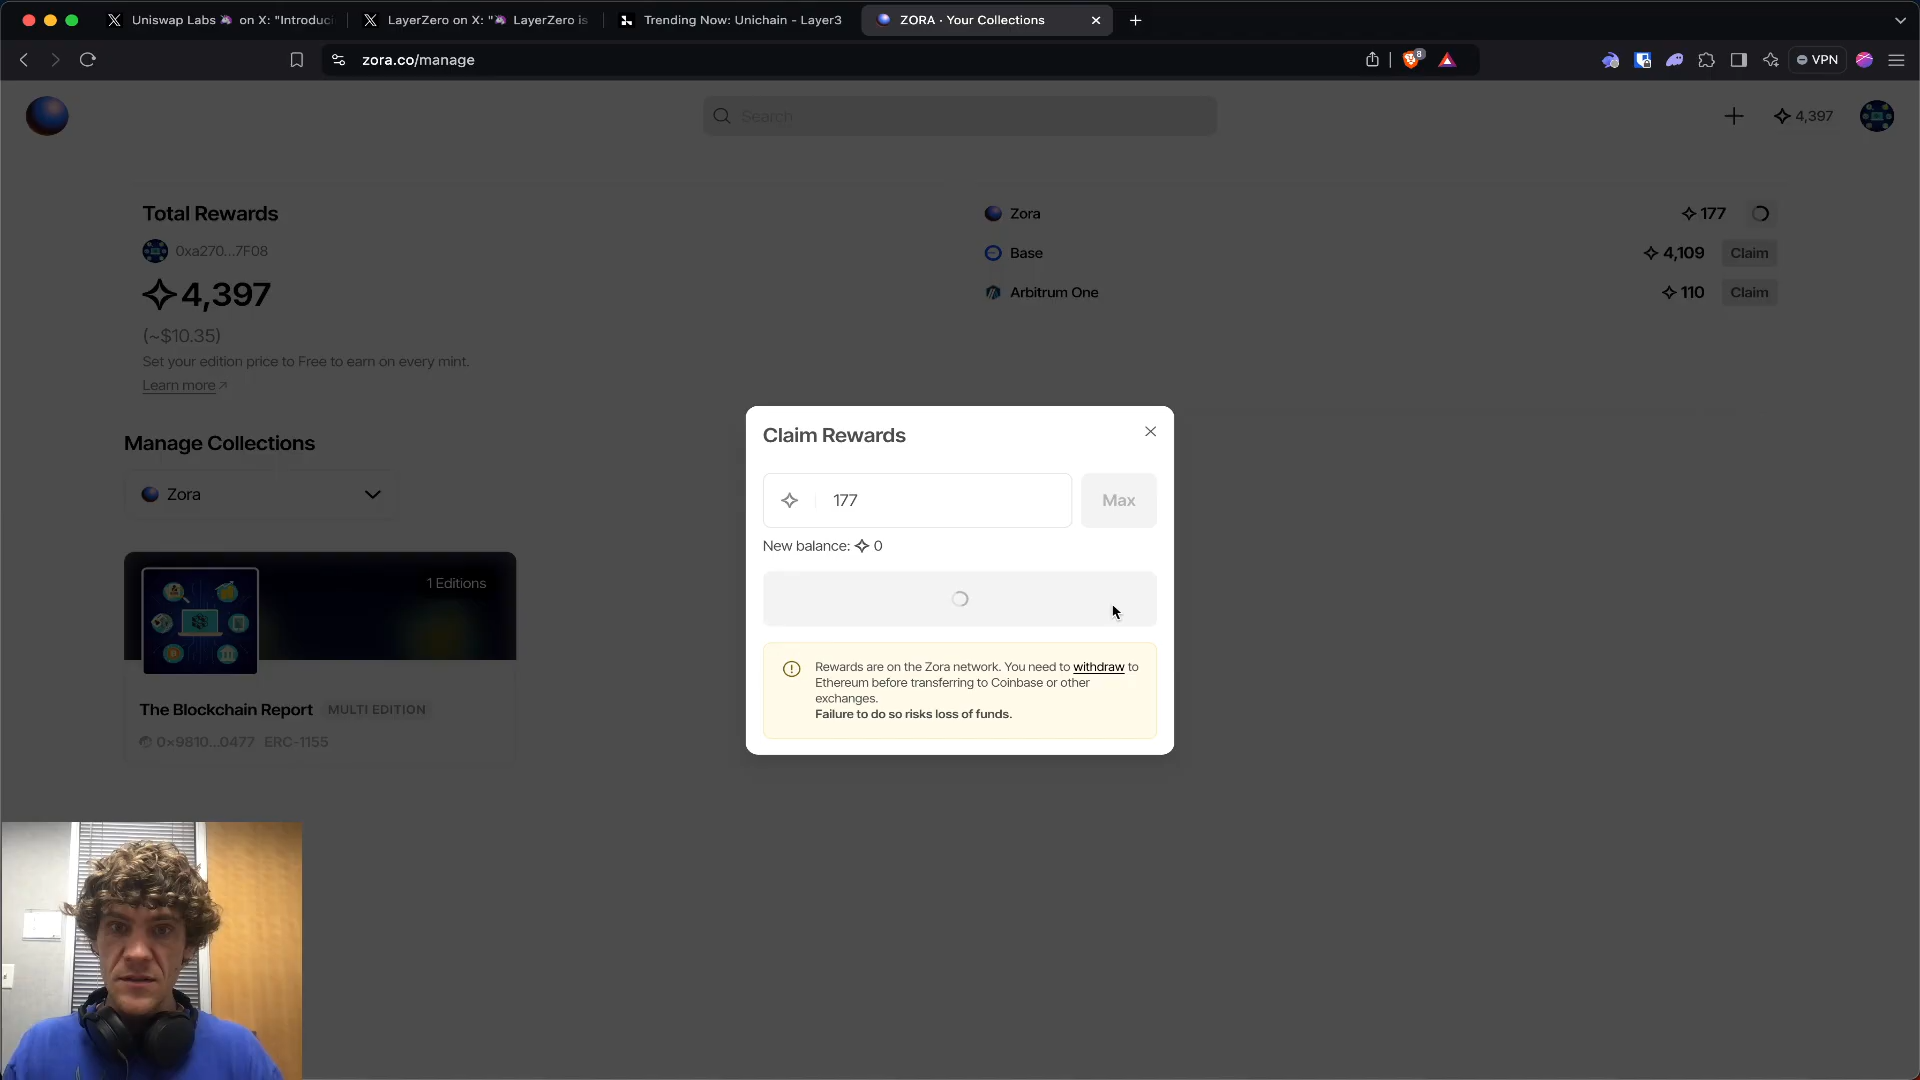 Uniswap Labs 🦄 on X: "Introduci
LayerZero on X: "🦄 LayerZero is
Trending Now: Unichain - Layer3
ZORA · Your Collections
zora.co/manage
8
VPN
Search
4,397
Total Rewards
0xa270...7F08
4,397
(~$10.35)
Set your edition price to Free to earn on every mint.
Learn more ↗
Zora
177
Base
4,109
Claim
Arbitrum One
110
Claim
Manage Collections
Zora
1 Editions
The Blockchain Report
MULTI EDITION
0x9810...0477
ERC-1155
Claim Rewards
177
Max
New balance: 0
Rewards are on the Zora network. You need to withdraw to
Ethereum before transferring to Coinbase or other
exchanges.
Failure to do so risks loss of funds.